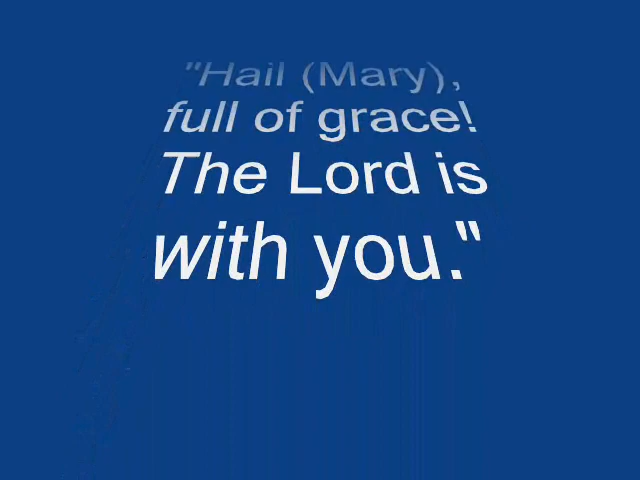 "Hail (Mary),
full of grace!
The Lord is
with you."